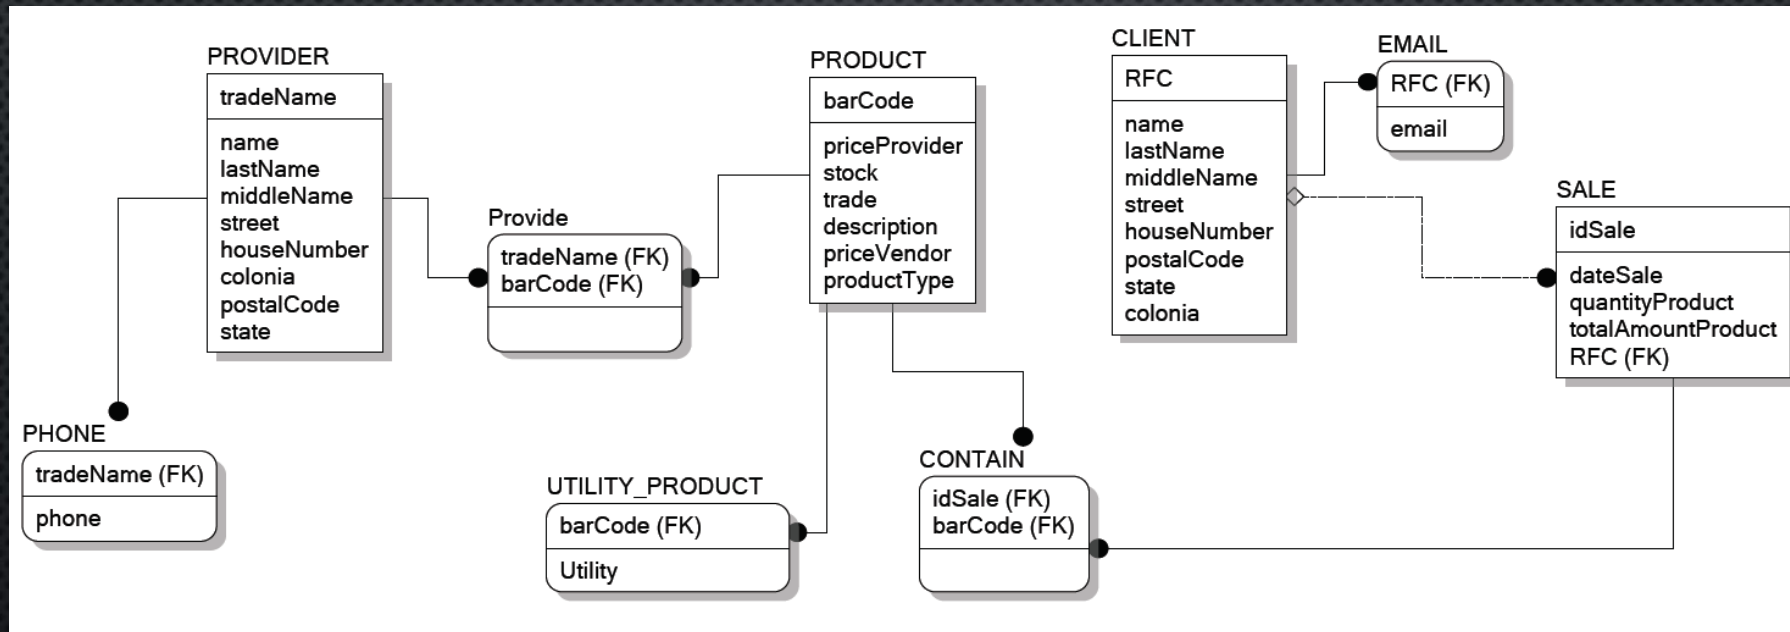 PROVIDER
tradeName
name
lastName
middleName
street
houseNumber
colonia
postalCode
state
PHONE
tradeName (FK)
phone
Provide
tradeName (FK)
barCode (FK)
PRODUCT
barCode
priceProvider
stock
trade
description
priceVendor
productType
UTILITY_PRODUCT
barCode (FK)
Utility
CONTAIN
idSale (FK)
barCode (FK)
CLIENT
RFC
name
lastName
middleName
street
houseNumber
postalCode
state
colonia
EMAIL
RFC (FK)
email
SALE
idSale
dateSale
quantityProduct
totalAmountProduct
RFC (FK)